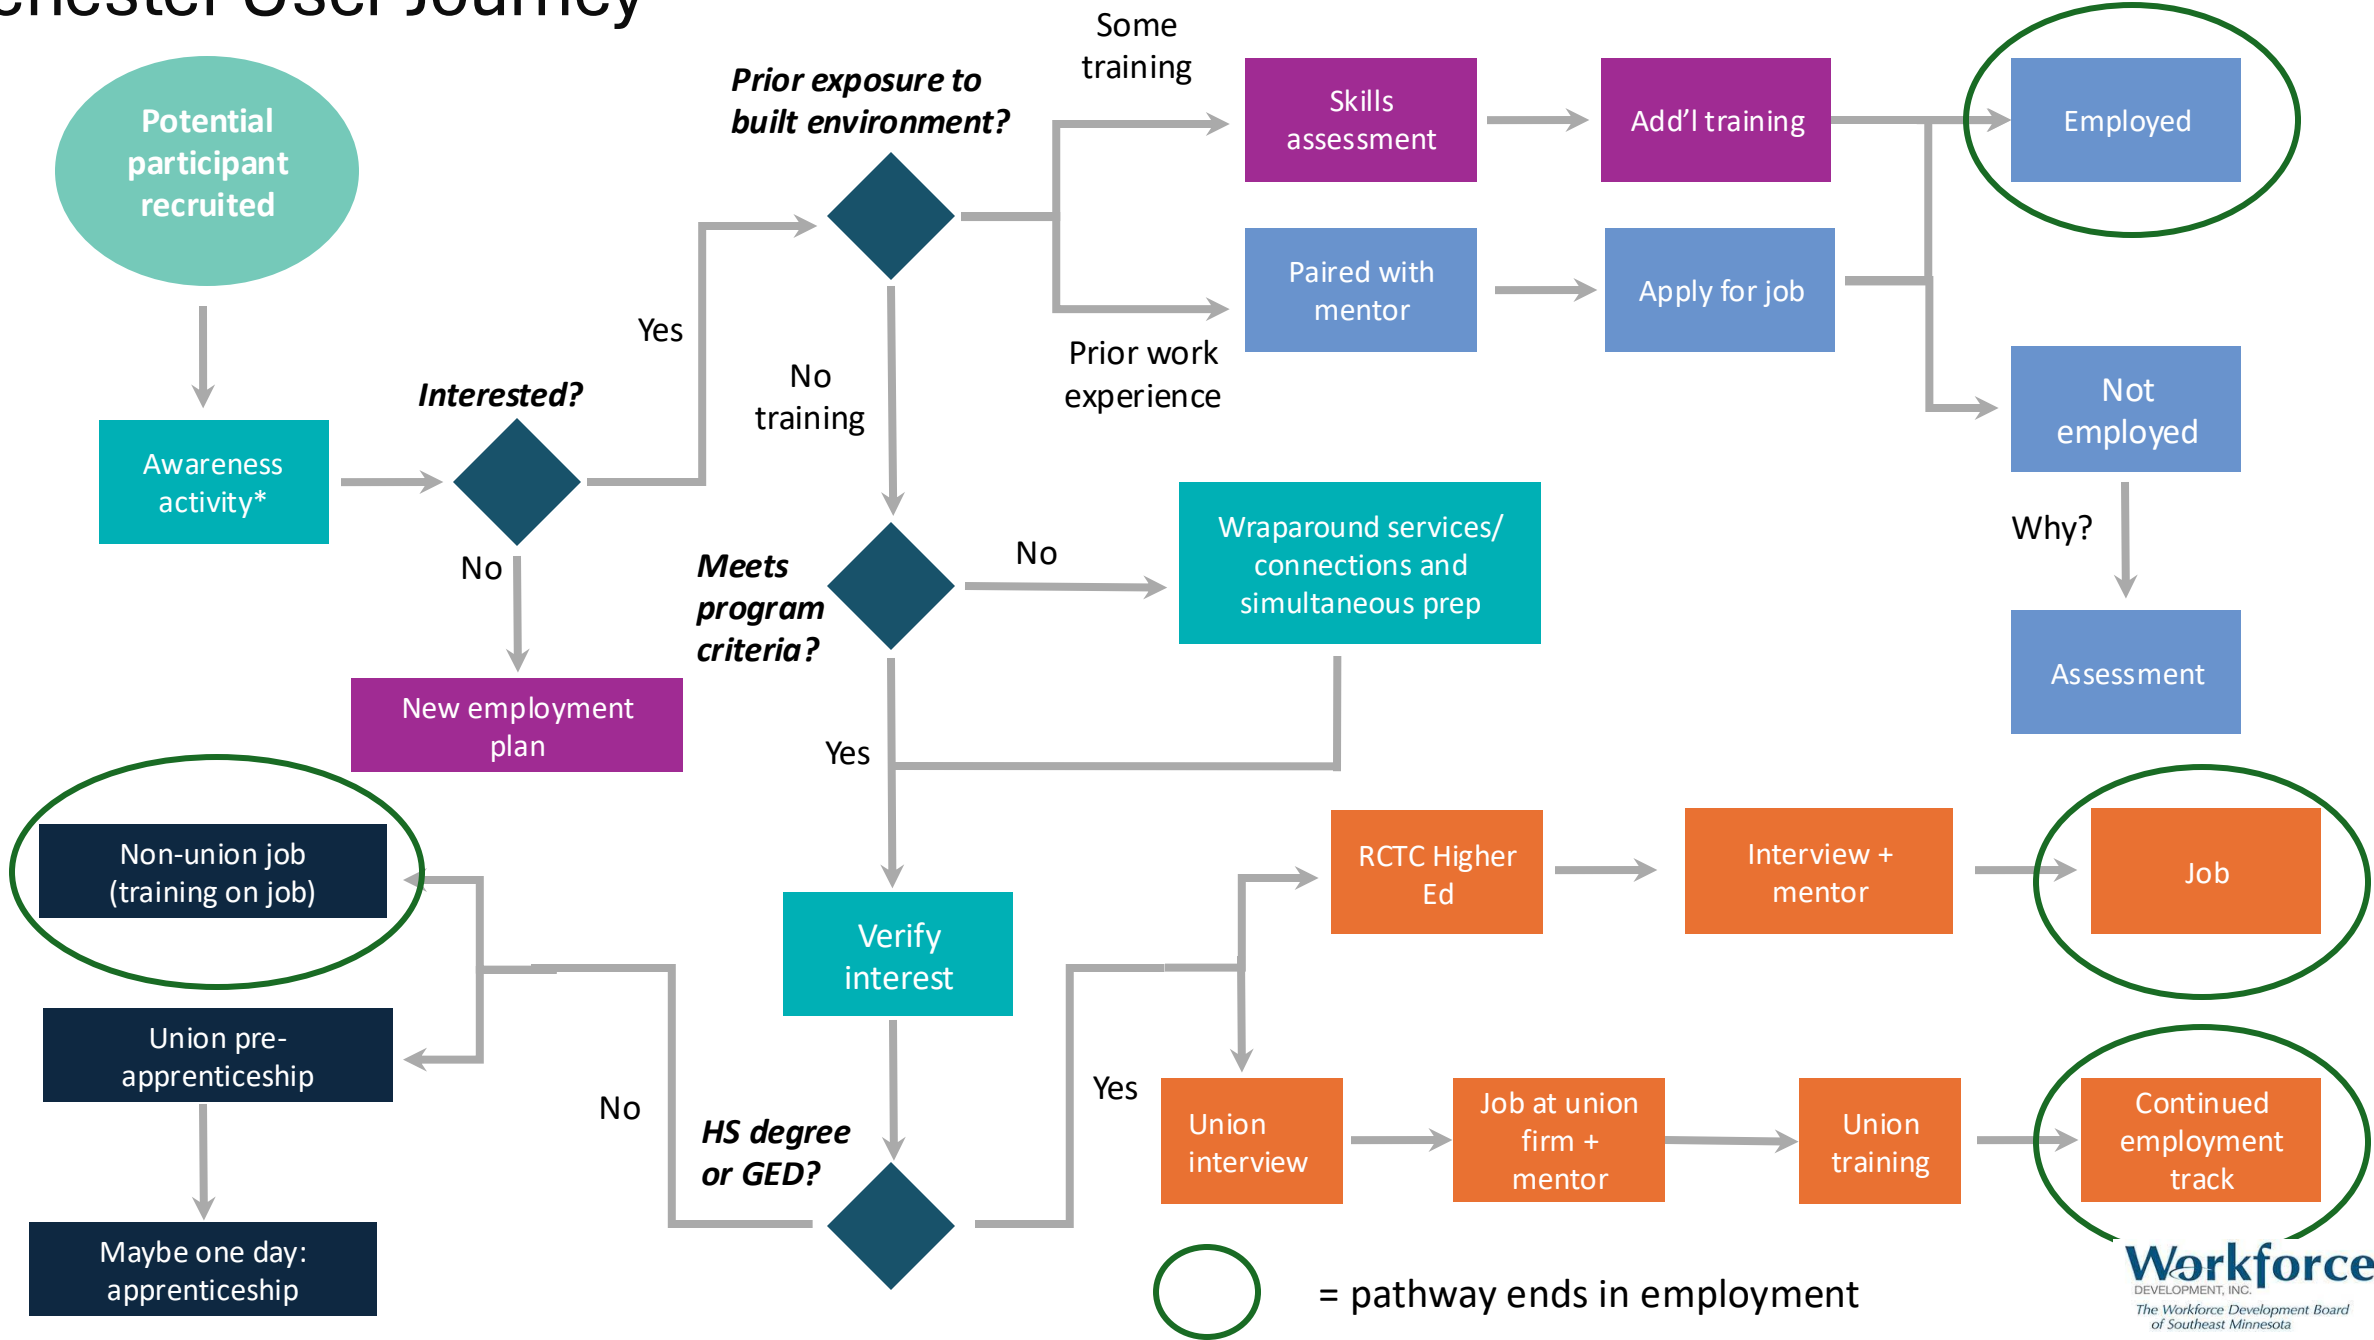 chester User Journey
Potential
participant
recruited
Awareness
activity*
Interested?
Yes
No
New employment
plan
Prior exposure to
built environment?
Some
training
Skills
assessment
Add'l training
Employed
Prior work
experience
Paired with
mentor
Apply for job
Not
employed
Why?
Assessment
No
training
Meets
program
criteria?
No
Wraparound services/
connections and
simultaneous prep
Yes
Verify
interest
HS degree
or GED?
No
Non-union job
(training on job)
Union pre-
apprenticeship
Maybe one day:
apprenticeship
Yes
RCTC Higher
Ed
Interview +
mentor
Job
Union
interview
Job at union
firm +
mentor
Union
training
Continued
employment
track
= pathway ends in employment
Workforce
DEVELOPMENT, INC.
The Workforce Development Board
of Southeast Minnesota